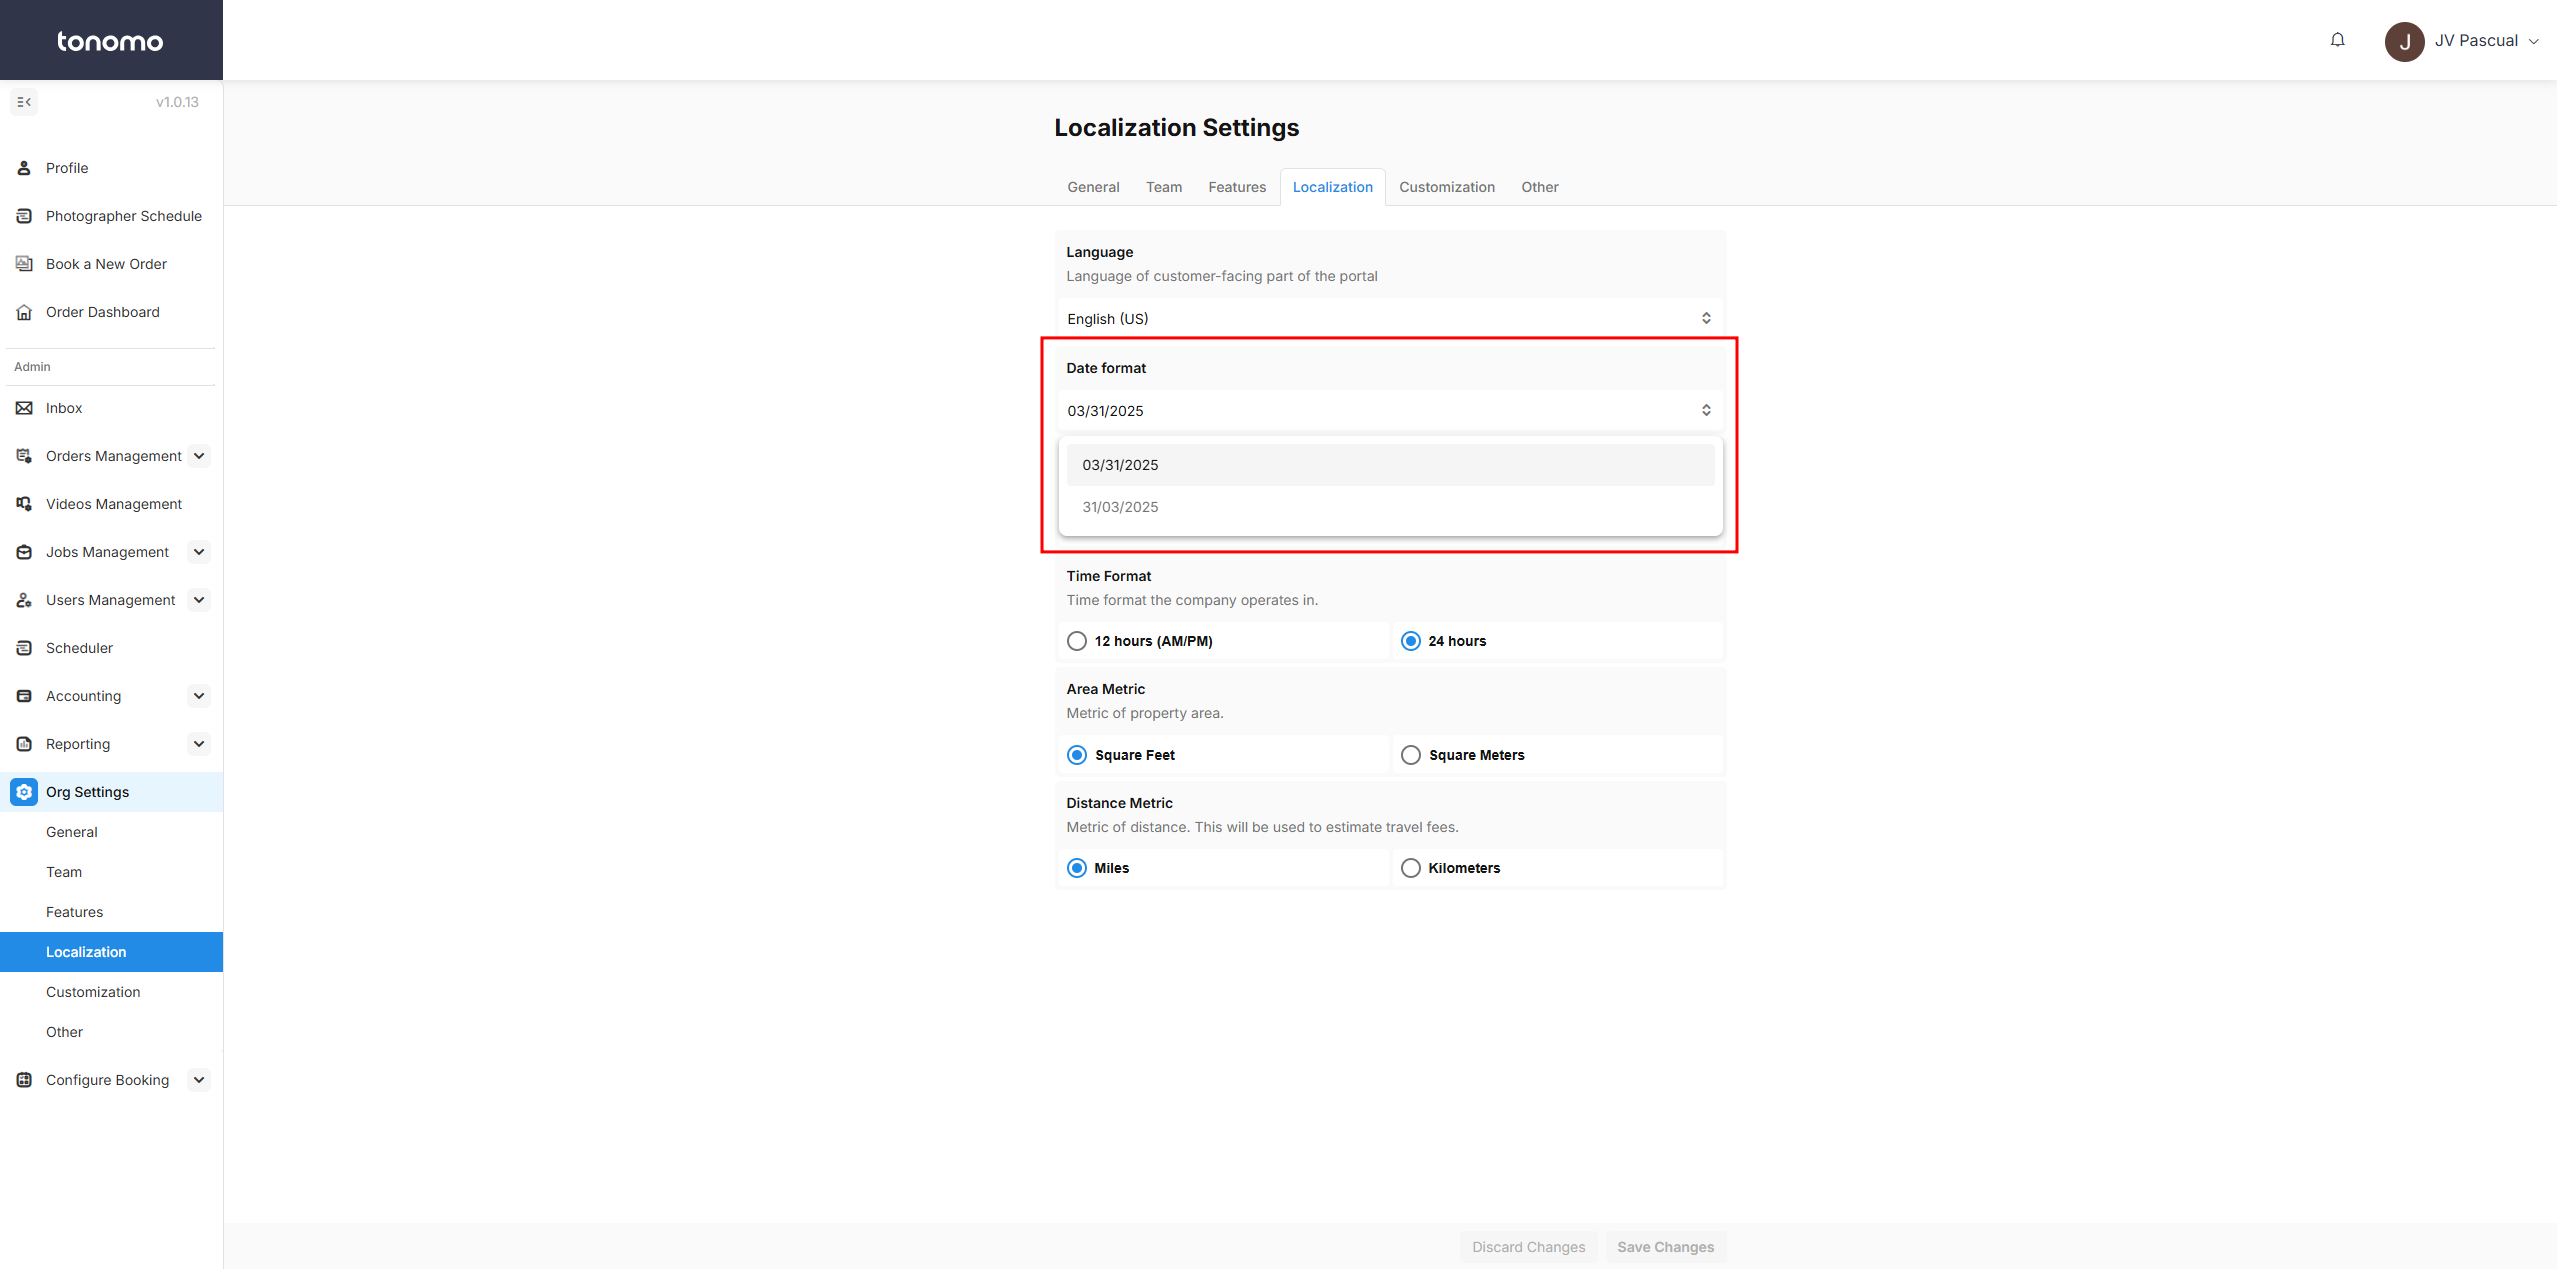 tonomo
JV Pascual
J
v1.0.13
Profile
Photographer Schedule
Book a New Order
Order Dashboard
Admin
Inbox
Orders Management
Videos Management
Jobs Management
Users Management
Scheduler
Accounting
Reporting
Org Settings
General
Team
Features
Localization
Customization
Other
Configure Booking
Localization Settings
General Team Features Localization Customization Other
Language
Language of customer-facing part of the portal
English (US)
Date format
03/31/2025
03/31/2025
31/03/2025
Time Format
Time format the company operates in.
12 hours (AM/PM) 24 hours
Area Metric
Metric of property area.
Square Feet Square Meters
Distance Metric
Metric of distance. This will be used to estimate travel fees.
Miles Kilometers
Discard Changes Save Changes